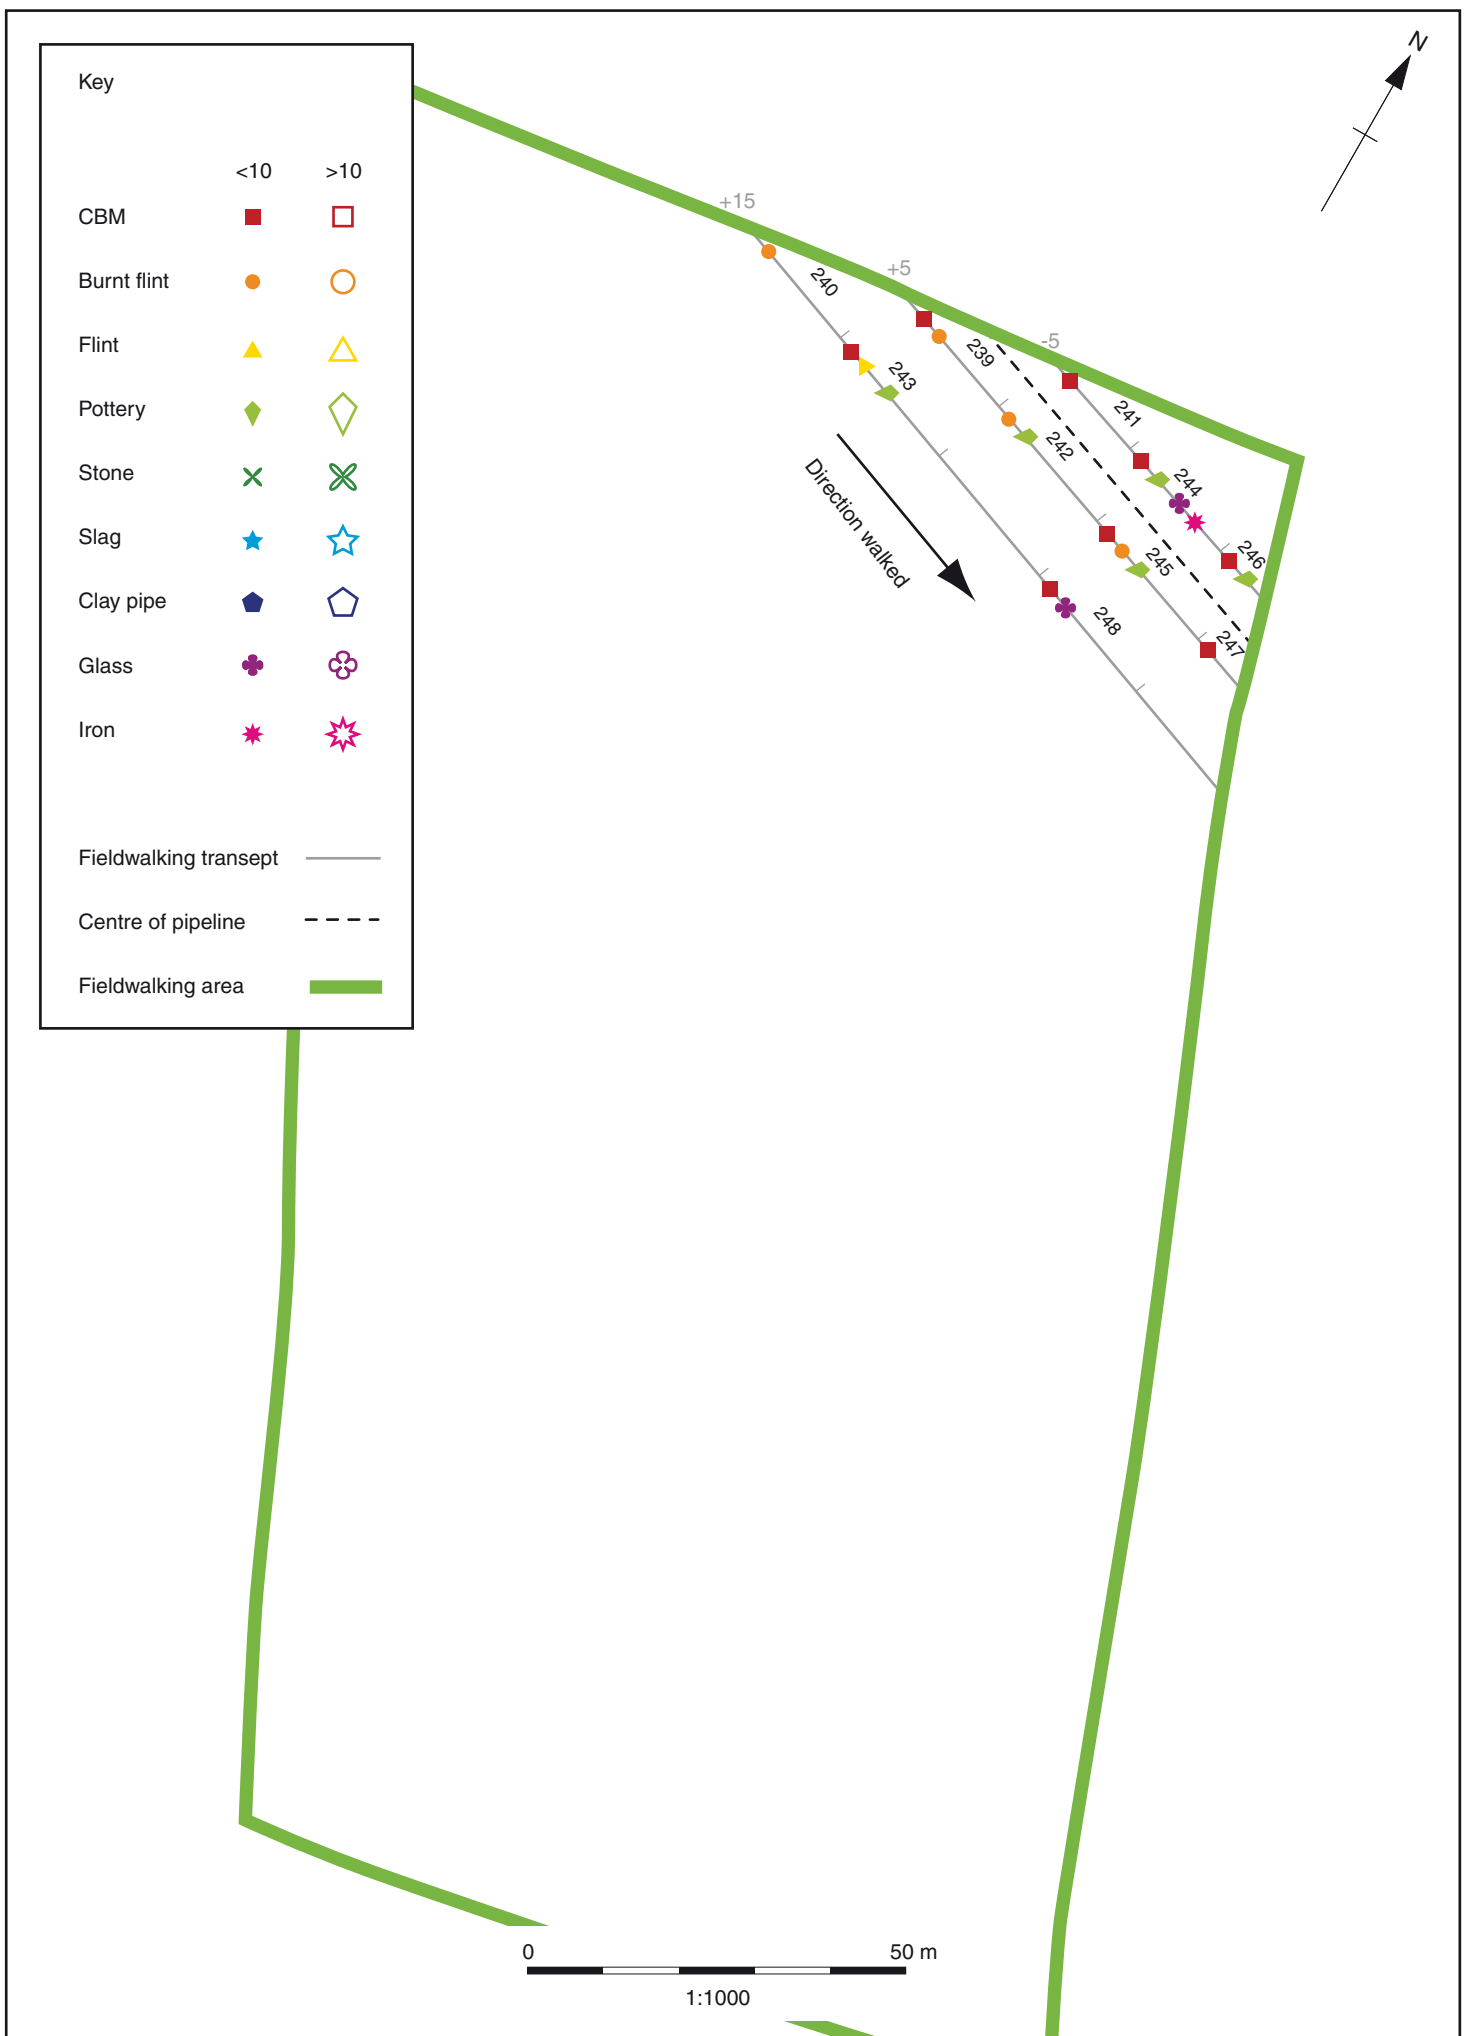 N
Key
<10 >10
CBM
Burnt flint
Flint
Pottery
Stone
Slag
Clay pipe
Glass
Iron
Fieldwalking transept
Centre of pipeline
Fieldwalking area
+15
+5
-5
240
239
241
243
242
244
245
246
248
247
Direction walked
0 50 m
1:1000